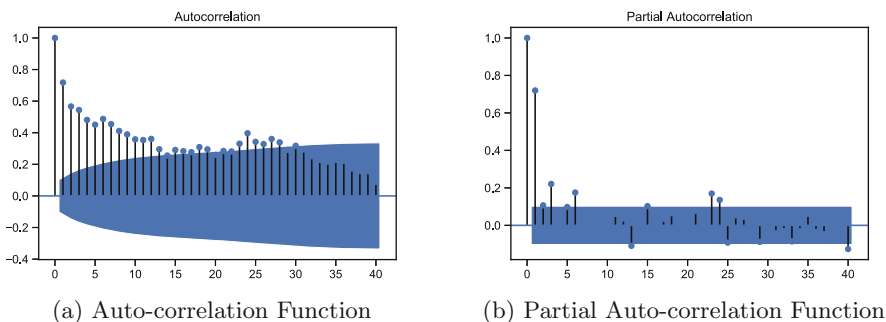 Autocorrelation
1.0
0.8
0.6
0.4
0.2
0.0
−0.2
−0.4
0 5 10 15 20 25 30 35 40
(a) Auto-correlation Function
Partial Autocorrelation
1.0
0.8
0.6
0.4
0,2
0.0
0 5 10 15 20 25 30 35 40
(b) Partial Auto-correlation Function